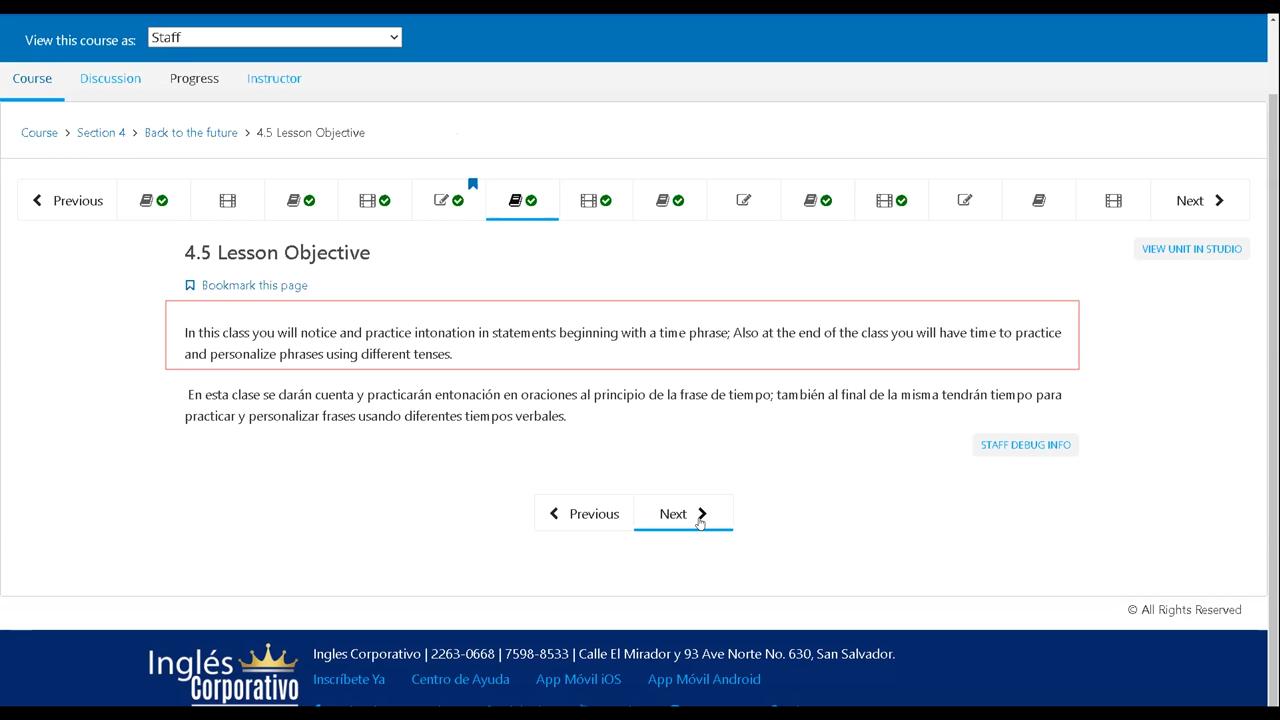 View this course as: Staff
Course Discussion Progress Instructor
Course > Section 4 > Back to the future > 4.5 Lesson Objective
Previous Next
4.5 Lesson Objective
VIEW UNIT IN STUDIO
Bookmark this page
In this class you will notice and practice intonation in statements beginning with a time phrase; Also at the end of the class you will have time to practice
and personalize phrases using different tenses.
En esta clase se darán cuenta y practicarán entonación en oraciones al principio de la frase de tiempo; también al final de la misma tendrán tiempo para
practicar y personalizar frases usando diferentes tiempos verbales.
STAFF DEBUG INFO
Previous Next
© All Rights Reserved
Inglés Corporativo
Ingles Corporativo | 2263-0668 | 7598-8533 | Calle El Mirador y 93 Ave Norte No. 630, San Salvador.
Inscríbete Ya Centro de Ayuda App Móvil iOS App Móvil Android